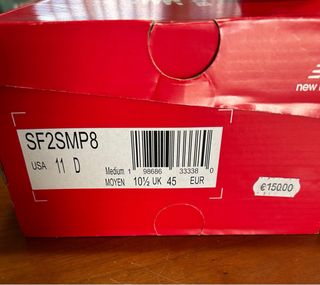 new
SF2SMP8
USA 11 D
Medium 1 98686 33338 0
MOYEN 10½ UK 45 EUR
€150.00